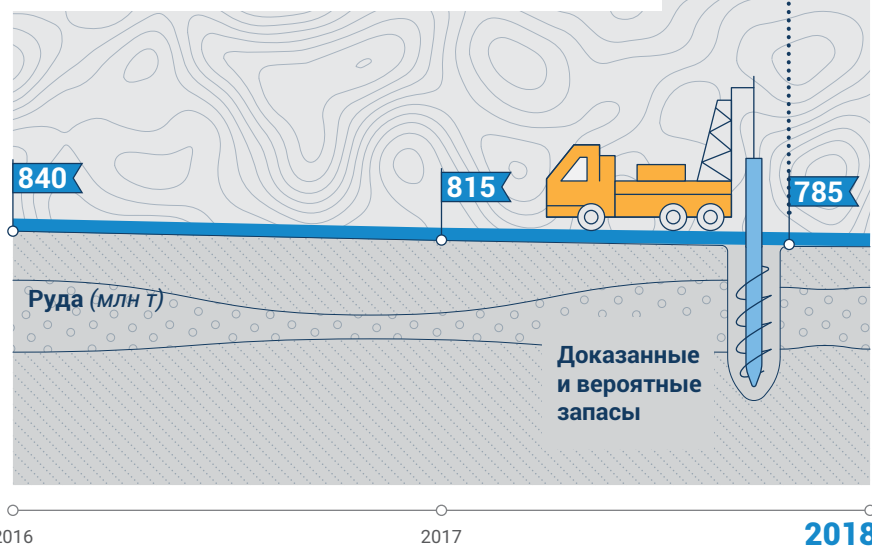 840
815
785
Руда (млн т)
Доказанные
и вероятные
запасы
2016
2017
2018